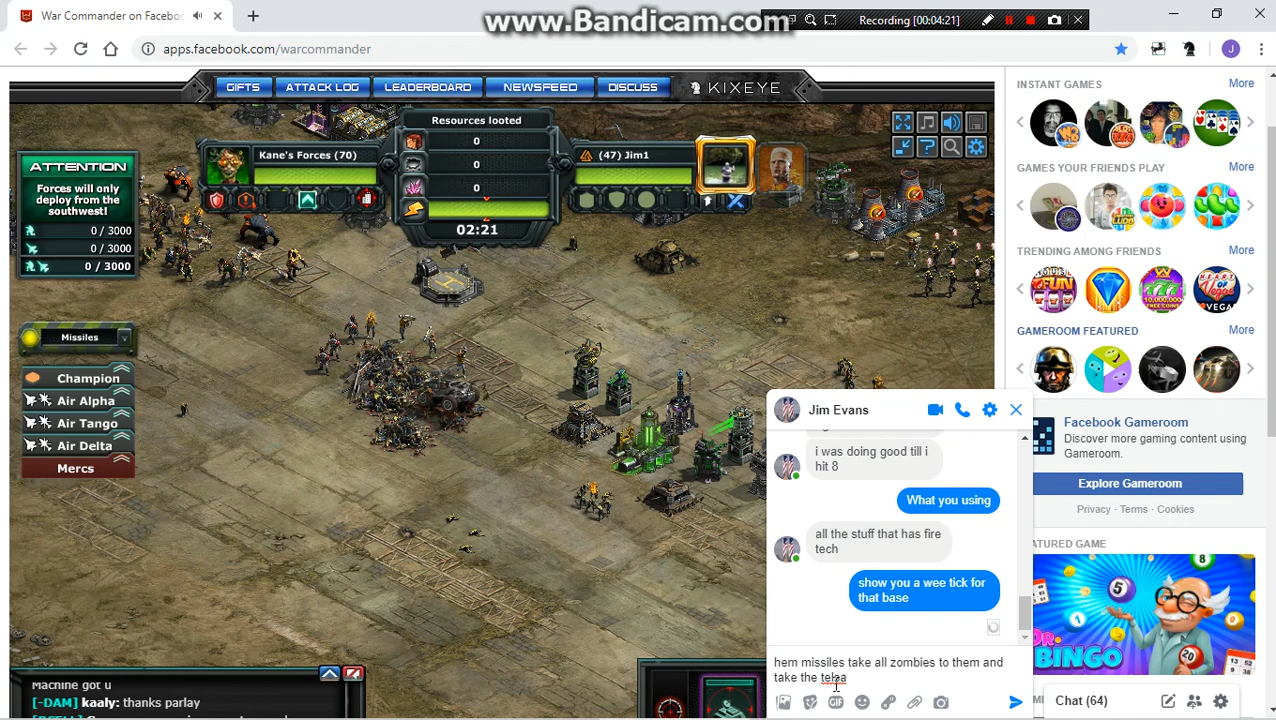 War Commander on Faceboo
www.Bandicam.com
Recording [00:04:21]
apps.facebook.com/warcommander
J
GIFTS
ATTACK LOG
LEADERBOARD
NEWSFEED
DISCUSS
KIXEYE
Resources looted
0
0
0
02:21
Kane's Forces (70)
(47) Jim1
ATTENTION
Forces will only
deploy from the
southwest!
0 / 3000
0 / 3000
0 / 3000
Missiles
Champion
Air Alpha
Air Tango
Air Delta
Mercs
Machine got u
[-DAM] kaaly: thanks parlay
INSTANT GAMES
More
GAMES YOUR FRIENDS PLAY
More
TRENDING AMONG FRIENDS
More
GAMEROOM FEATURED
More
Facebook Gameroom
Discover more gaming content using
Gameroom.
Explore Gameroom
Privacy · Terms · Cookies
ATURED GAME
BINGO
Jim Evans
i was doing good till i
hit 8
What you using
all the stuff that has fire
tech
show you a wee tick for
that base
hem missiles take all zombies to them and
take the telea
GIF
Chat (64)